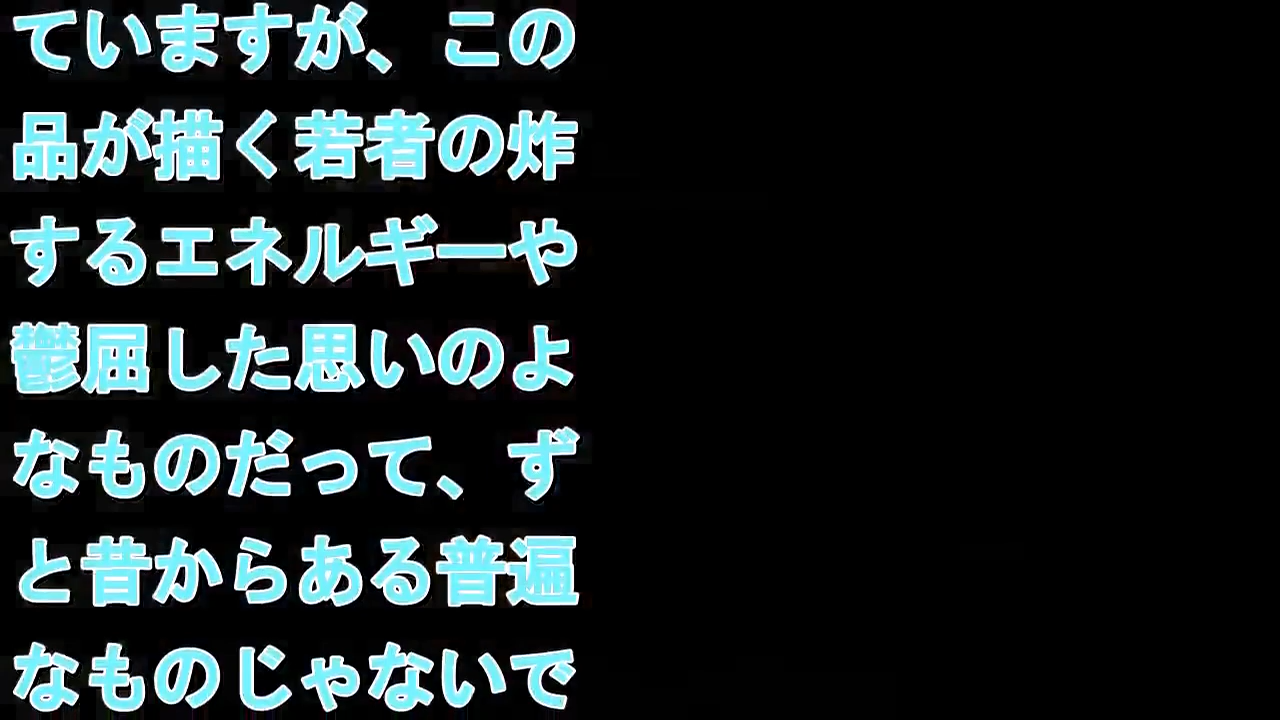 ていますが、この
品が描く若者の炸
するエネルギーや
鬱屈した思いのよ
なものだって、ず
と昔からある普遍
なものじゃないで